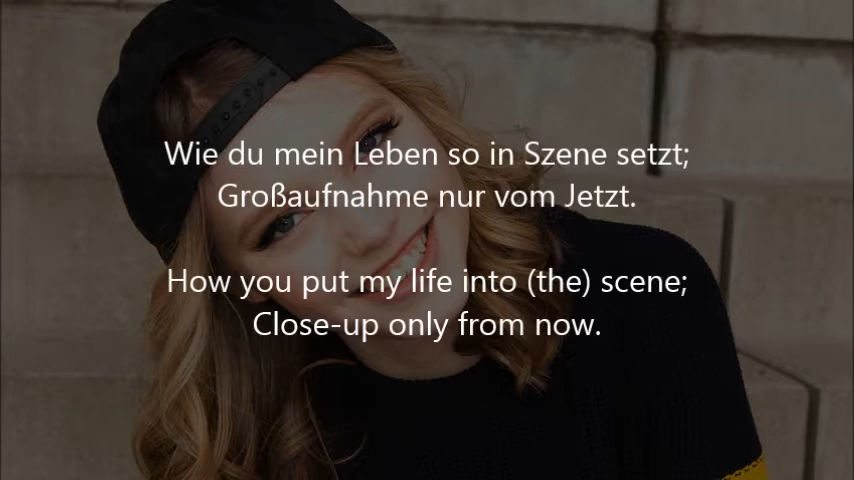 Wie du mein Leben so in Szene setzt;
Großaufnahme nur vom Jetzt.
How you put my life into (the) scene;
Close-up only from now.